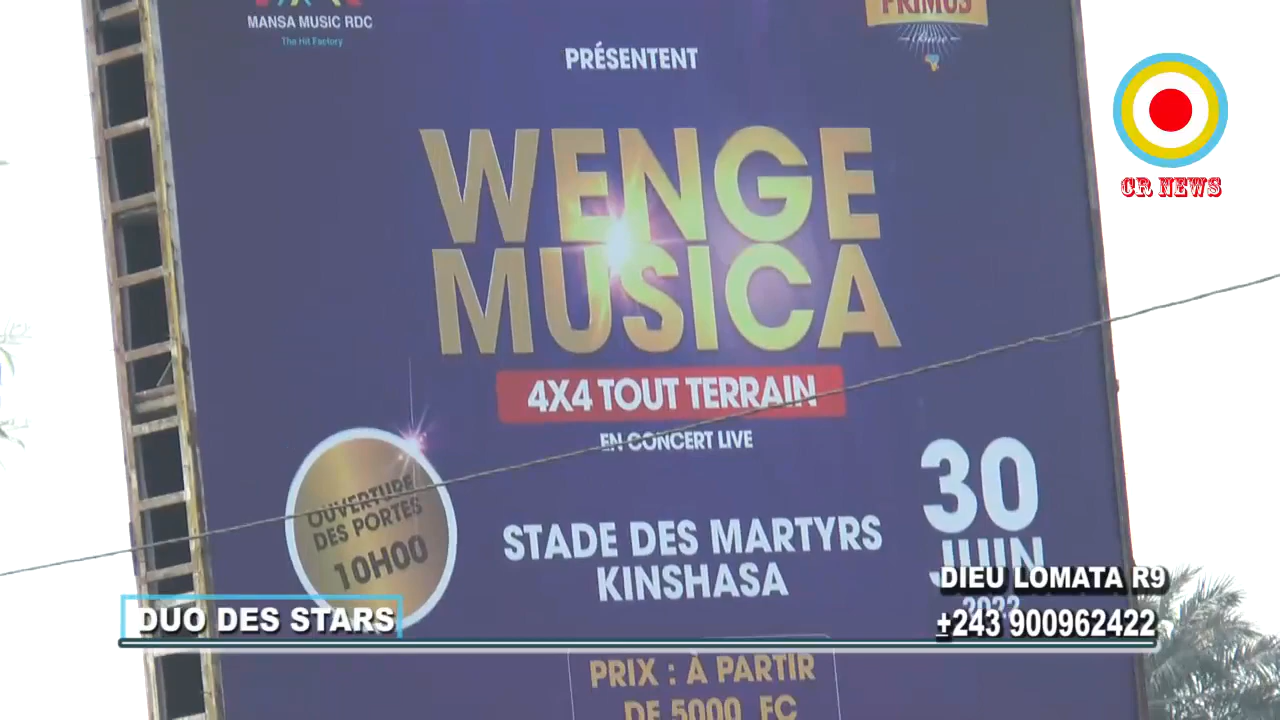 MANSA MUSIC RDC
The Hit Factory
PRIMUS
PRÉSENTENT
CR NEWS
WENGE
MUSICA
4X4 TOUT TERRAIN
EN CONCERT LIVE
OUVERTURE
DES PORTES
10H00
STADE DES MARTYRS
KINSHASA
30
JUIN
2022
DIEU LOMATA R9
+243 900962422
DUO DES STARS
PRIX : À PARTIR
DE 5000 FC